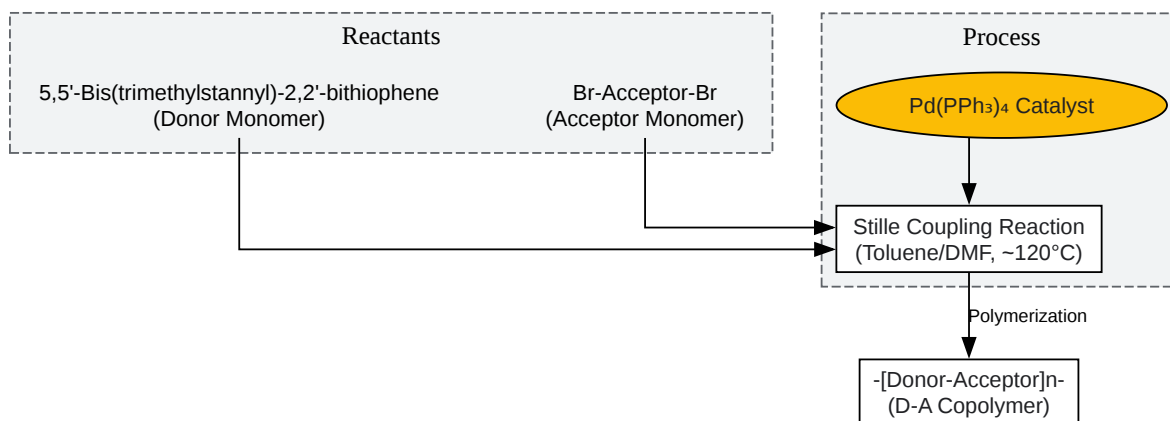 Reactants
5,5'-Bis(trimethylstannyl)-2,2'-bithiophene
(Donor Monomer)
Br-Acceptor-Br
(Acceptor Monomer)
Process
Pd(PPh₃)₄ Catalyst
Stille Coupling Reaction
(Toluene/DMF, ~120°C)
Polymerization
-[Donor-Acceptor]n-
(D-A Copolymer)